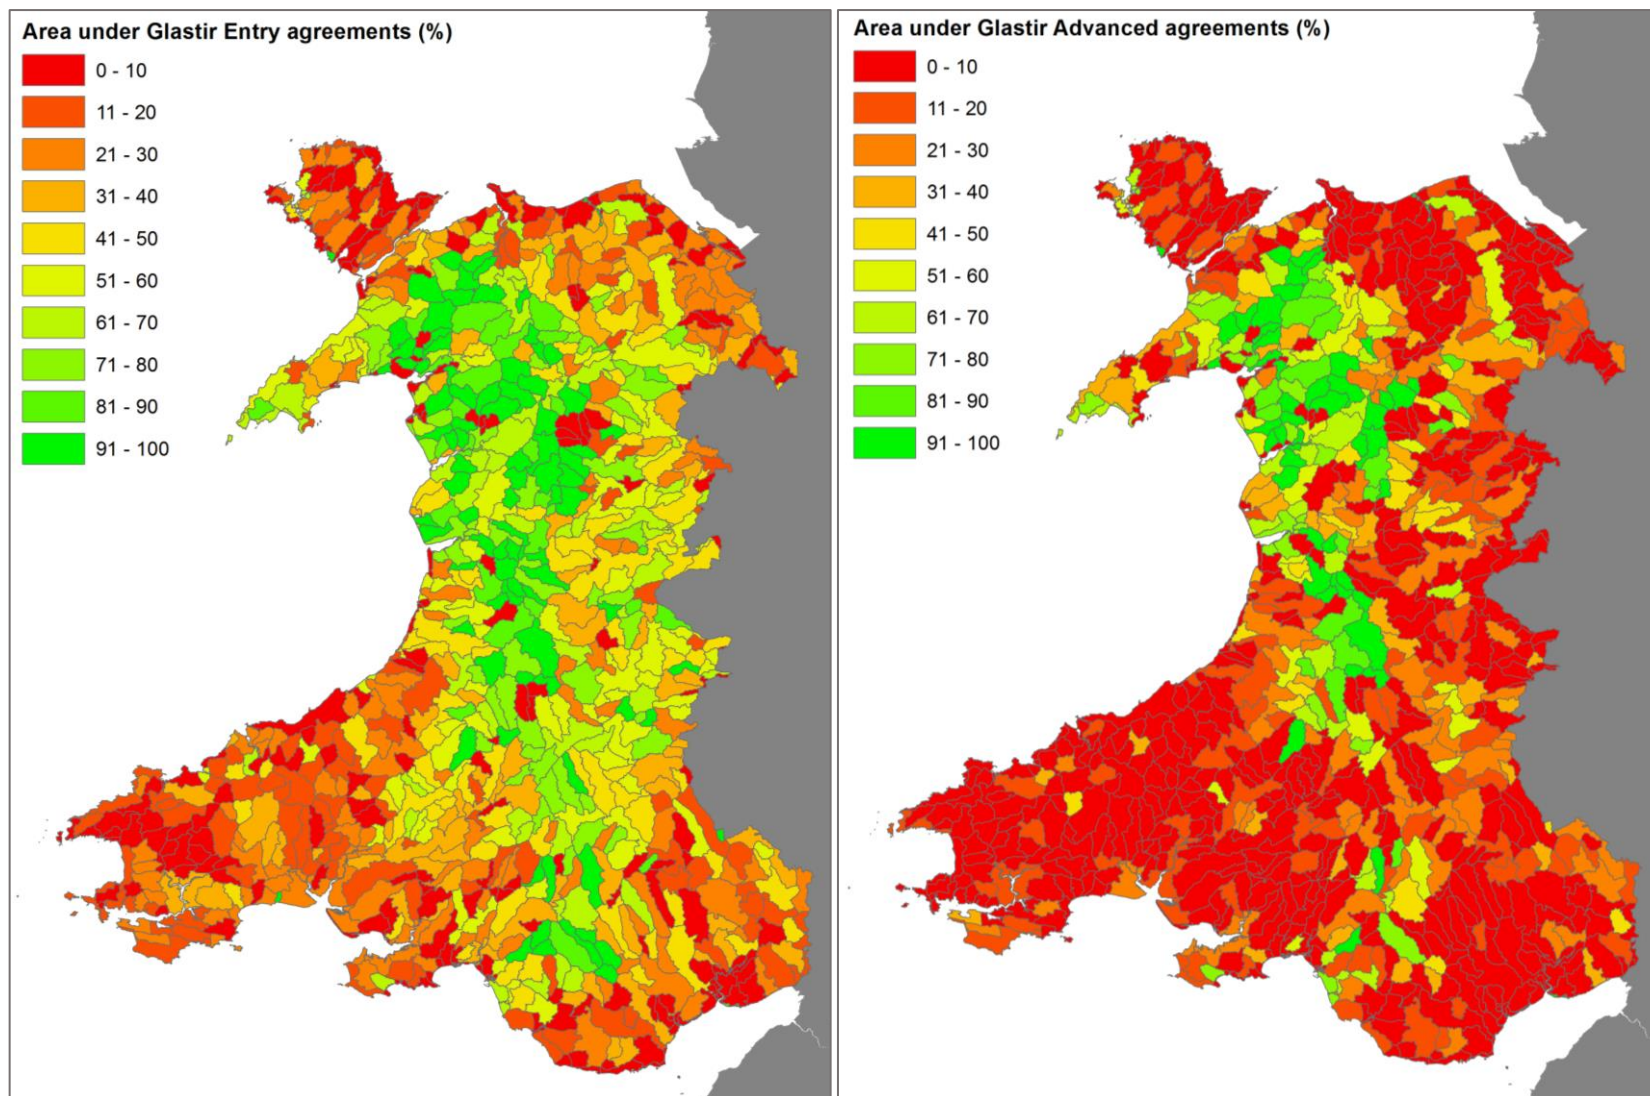 Area under Glastir Entry agreements (%)
0 - 10
11 - 20
21 - 30
31 - 40
41 - 50
51 - 60
61 - 70
71 - 80
81 - 90
91 - 100
Area under Glastir Advanced agreements (%)
0 - 10
11 - 20
21 - 30
31 - 40
41 - 50
51 - 60
61 - 70
71 - 80
81 - 90
91 - 100